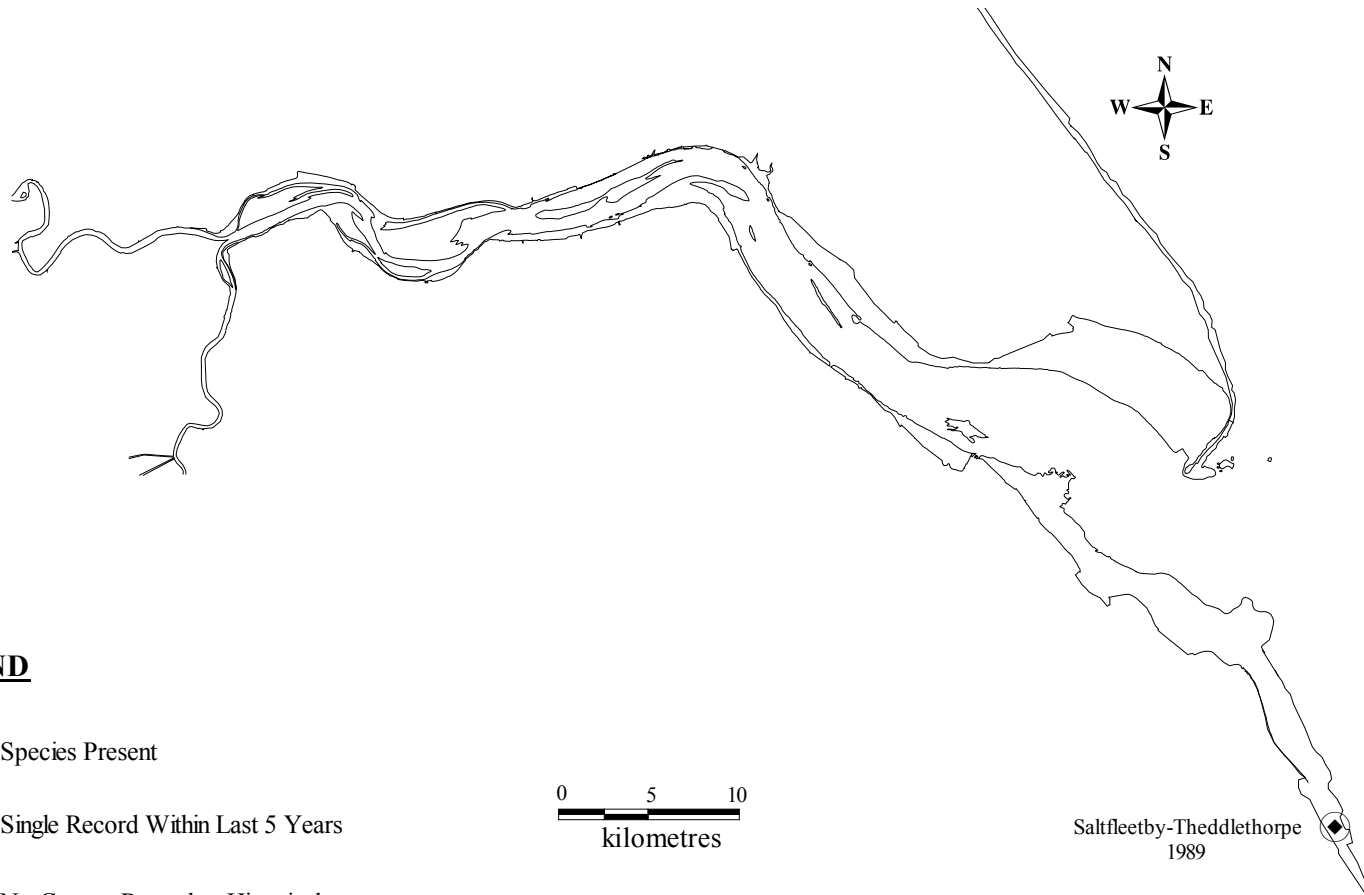 N
W E
S
ND
Species Present
0 5 10
Single Record Within Last 5 Years
kilometres
Saltfleetby-Theddlethorpe
1989